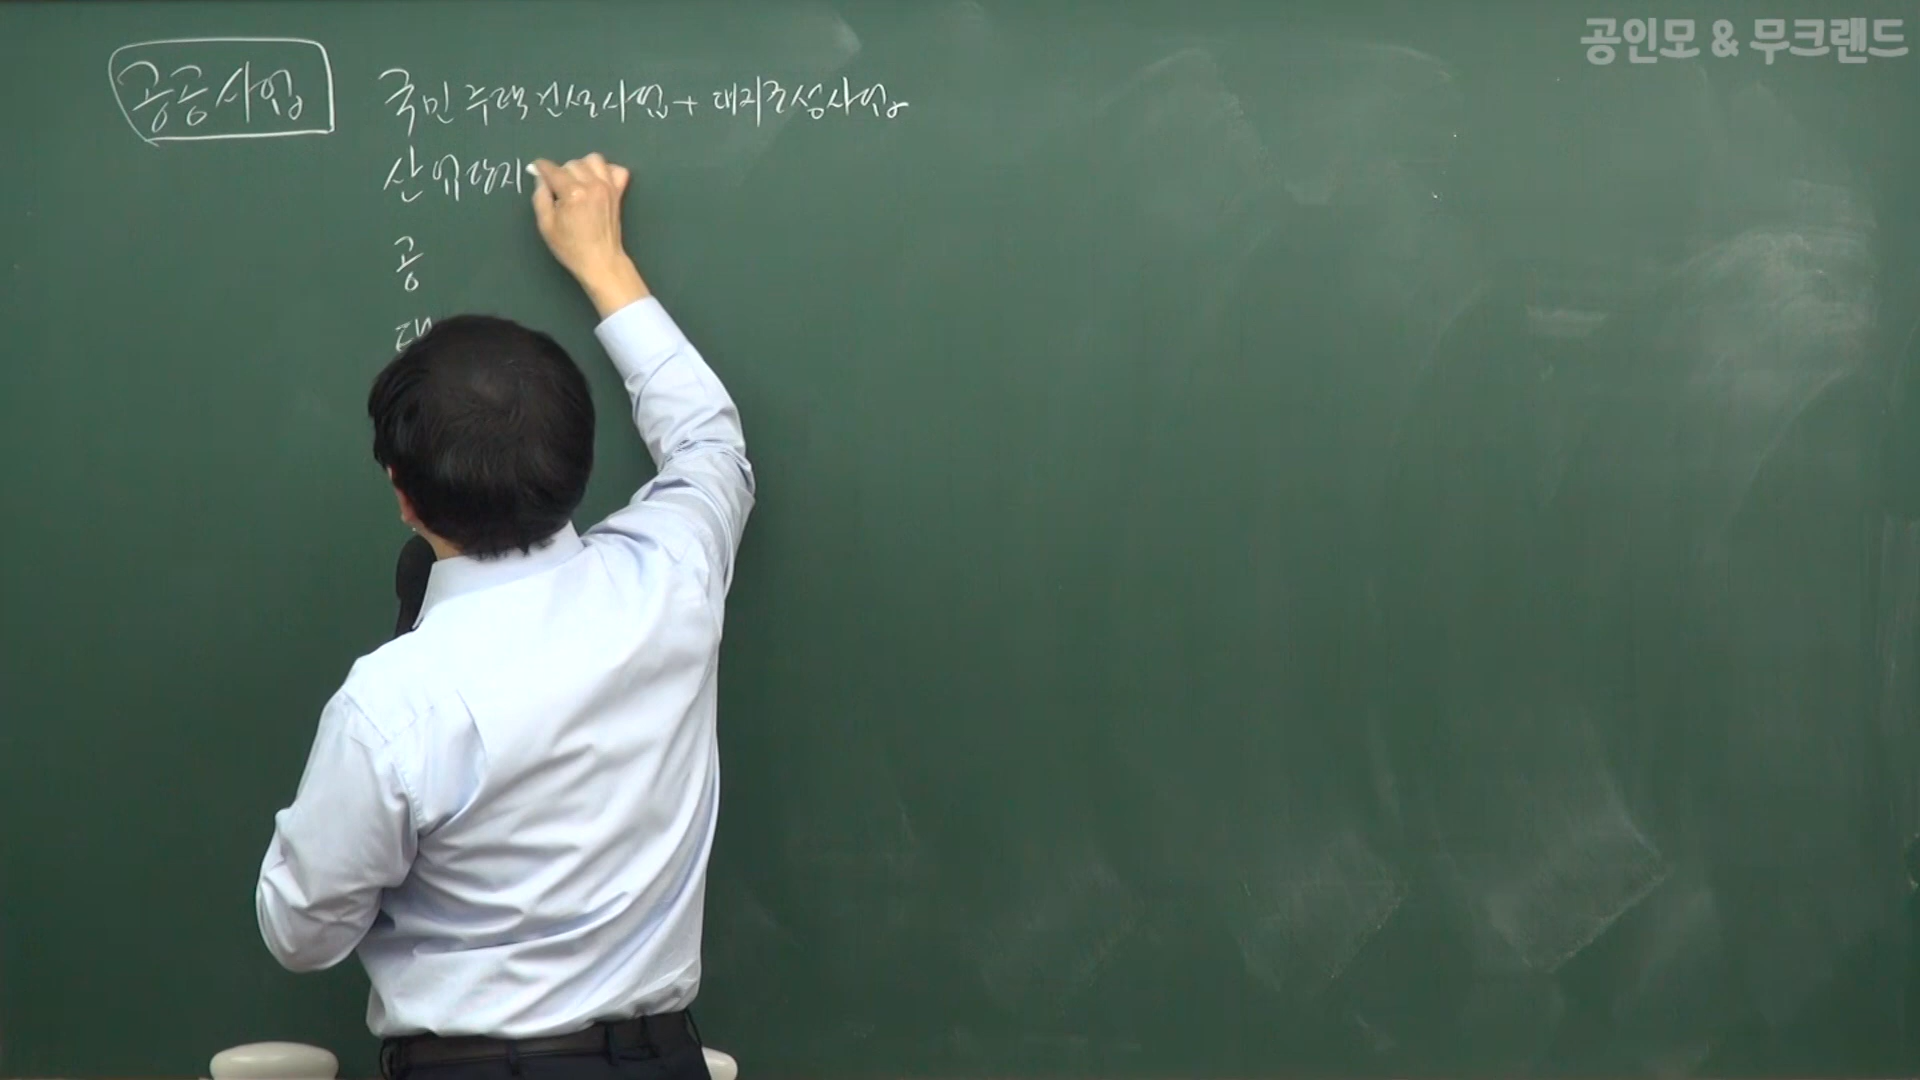 공인모 & 무크랜드
공공사업 국민주택건설사업 + 대지조성사업
산업단지
공
택